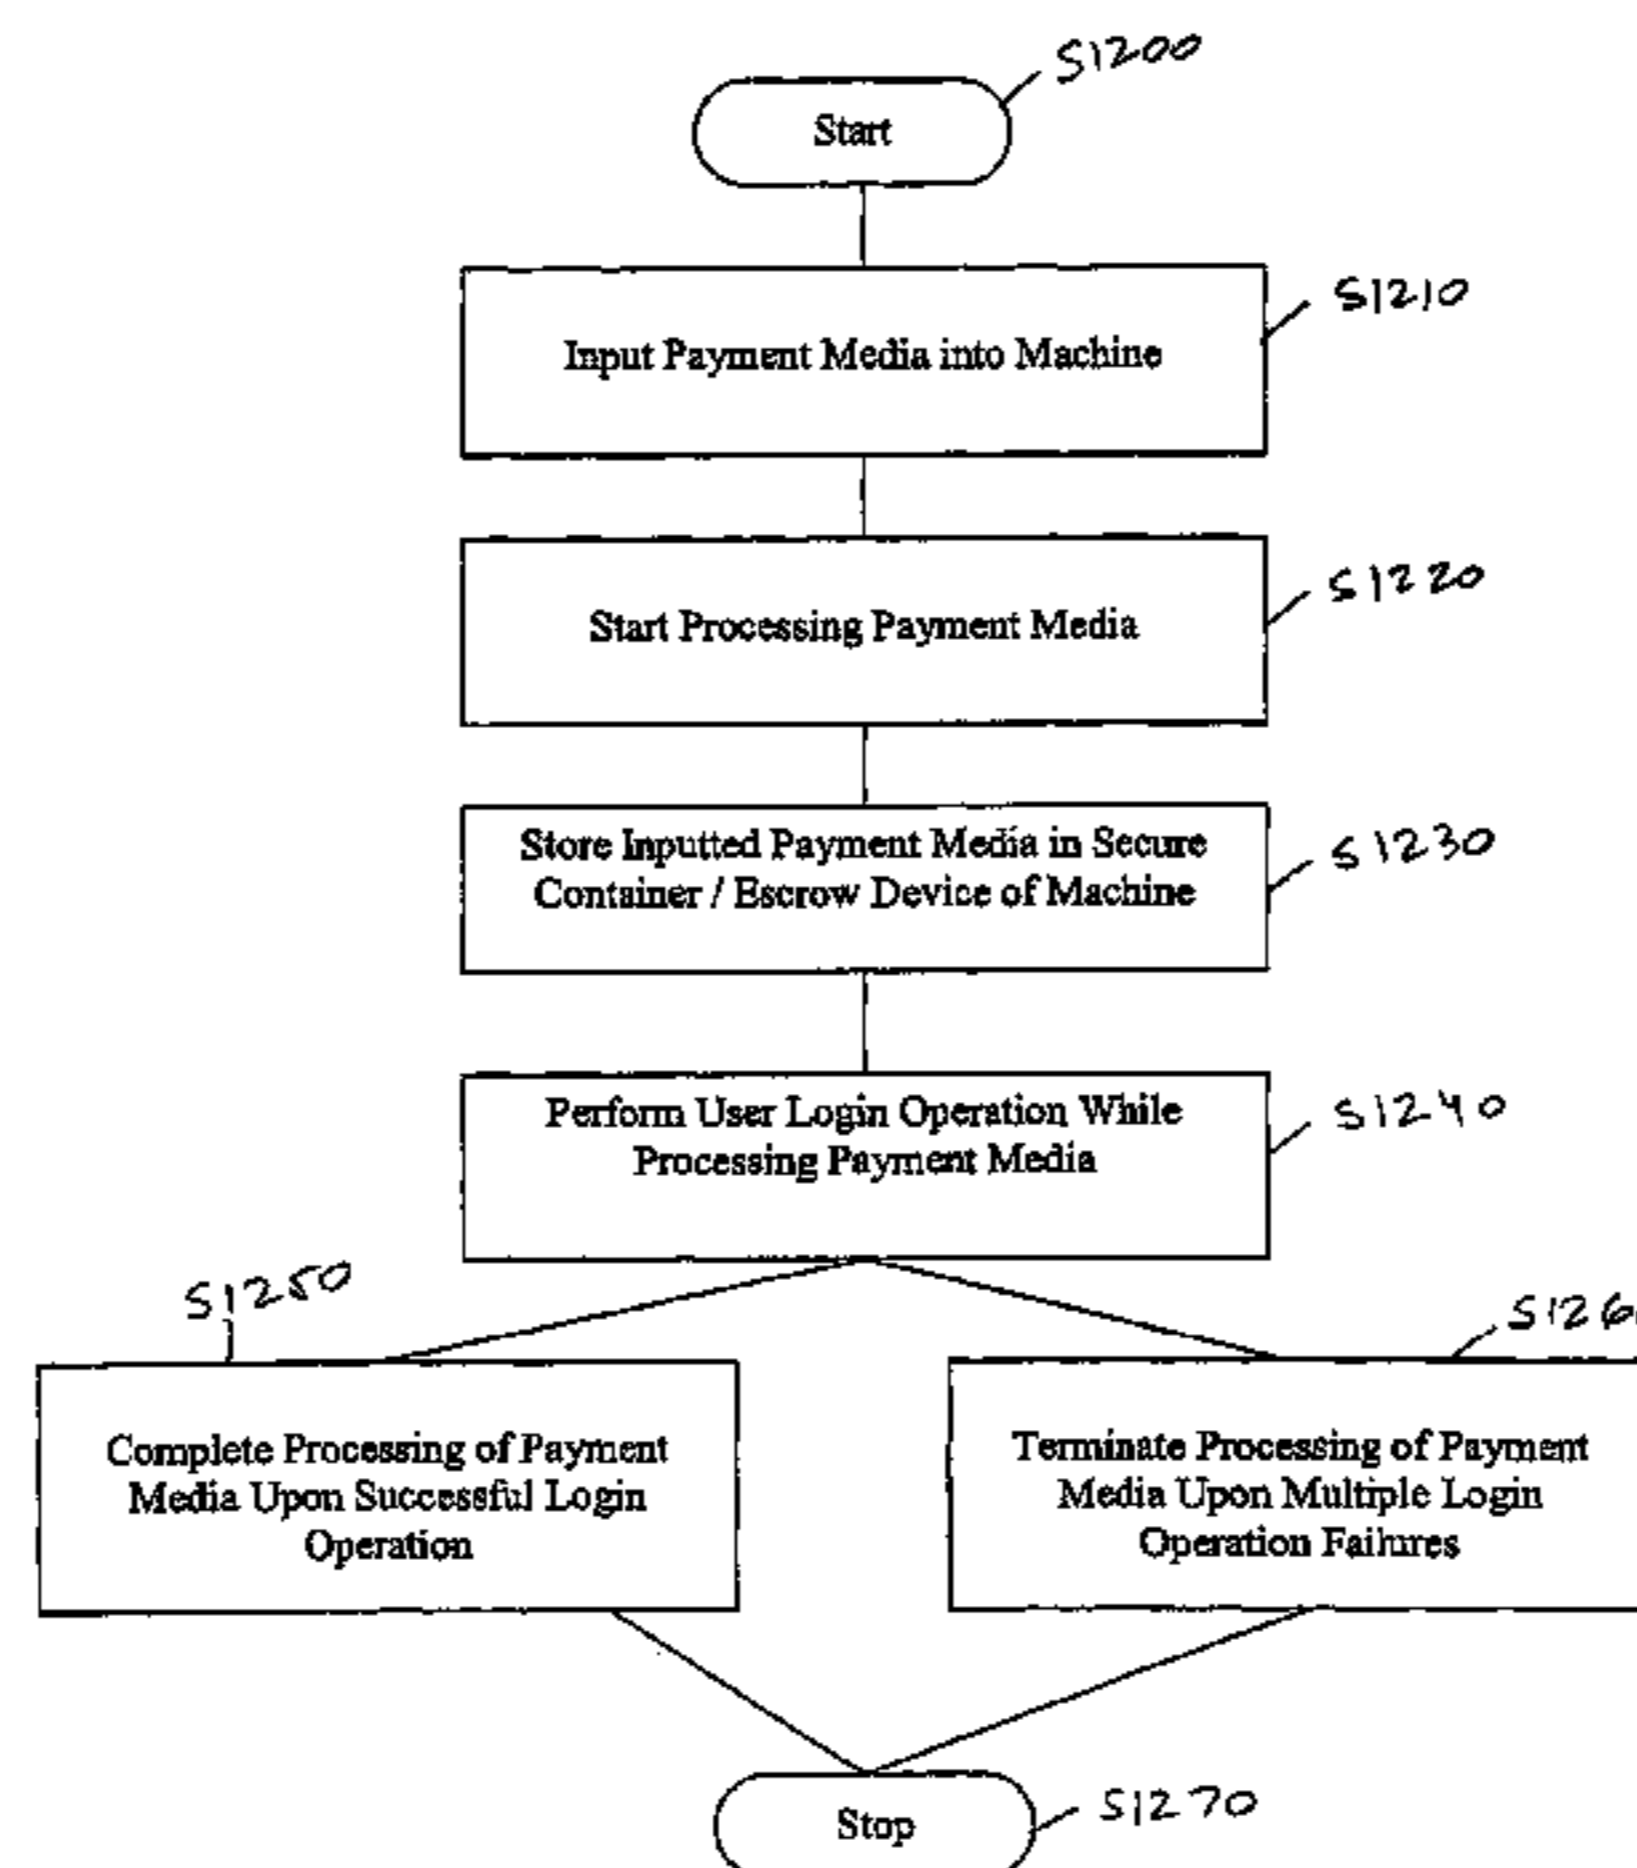 S1200
Start
S1210
Input Payment Media into Machine
S1220
Start Processing Payment Media
S1230
Store Inputted Payment Media in Secure
Container / Escrow Device of Machine
S1240
Perform User Login Operation While
Processing Payment Media
S1250
Complete Processing of Payment
Media Upon Successful Login
Operation
S126
Terminate Processing of Payment
Media Upon Multiple Login
Operation Failures
S1270
Stop